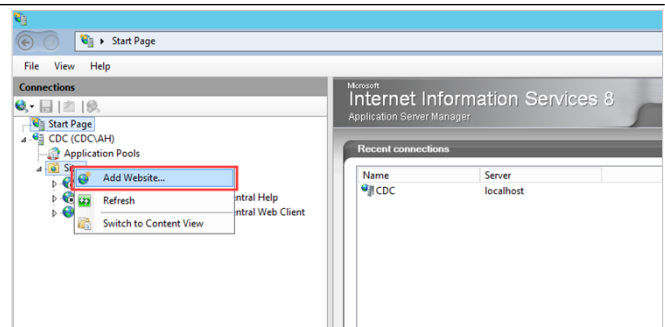 Start Page
File View Help
Connections
Start Page
CDC (CDC\AH)
Application Pools
Add Website...
Refresh
ntral Help
ntral Web Client
Switch to Content View
Microsoft
Internet Information Services 8
Application Server Manager
Recent connections
Name Server
CDC localhost